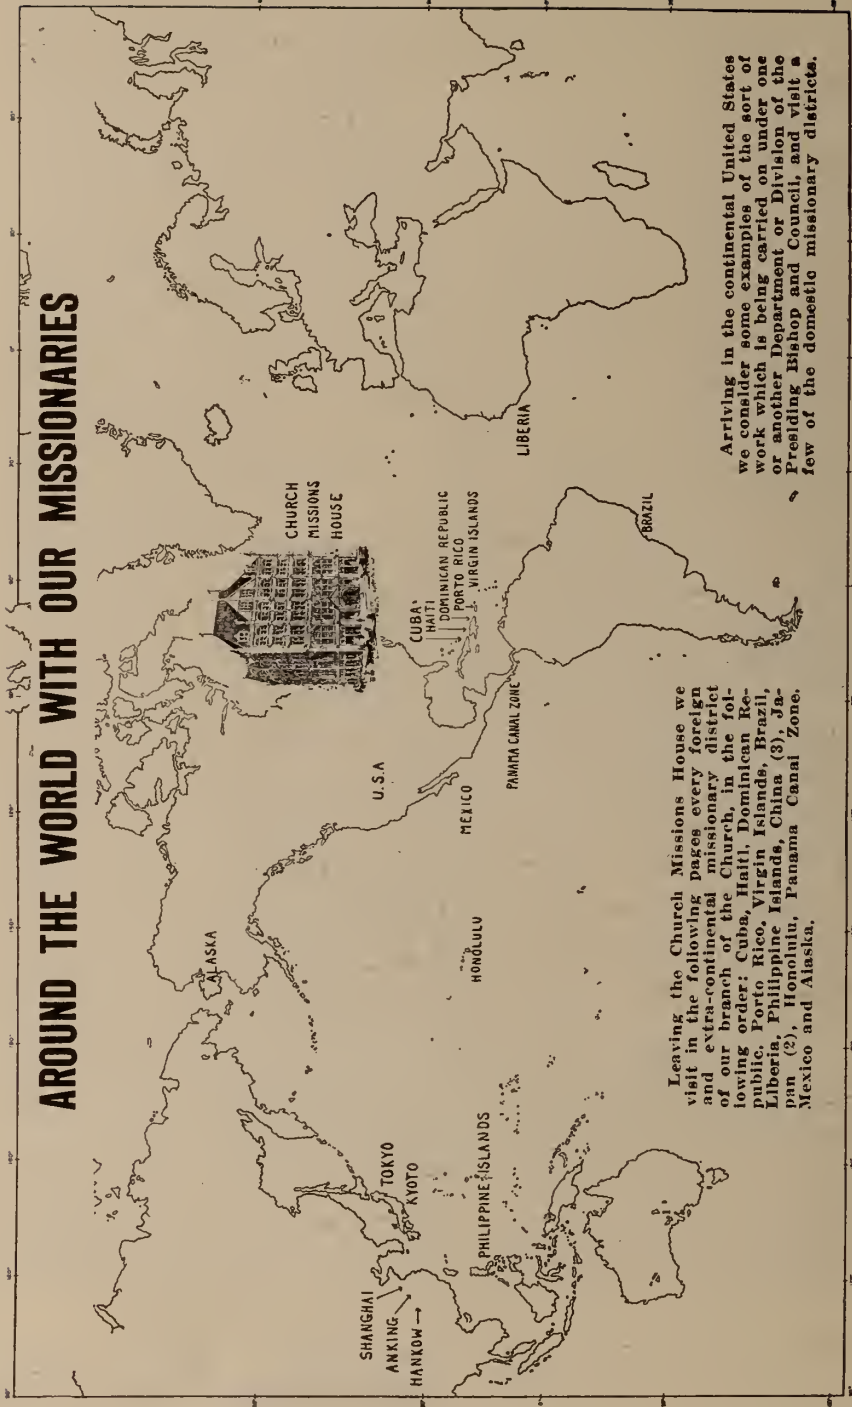 AROUND THE WORLD WITH OUR MISSIONARIES
ALASKA
U.S.A
CHURCH
MISSIONS
HOUSE
SHANGHAI
ANKING
HANKOW
TOKYO
KYOTO
PHILIPPINE ISLANDS
HONOLULU
MEXICO
PANAMA CANAL ZONE
CUBA
HAITI
DOMINICAN REPUBLIC
PORTO RICO
VIRGIN ISLANDS
LIBERIA
BRAZIL
Leaving the Church Missions House we
visit in the following pages every foreign
and extra-continental missionary district
of our branch of the Church, in the fol-
lowing order: Cuba, Haiti, Dominican Re-
public, Porto Rico, Virgin Islands, Brazil,
Liberia, Philippine Islands, China (3), Ja-
pan (2), Honolulu, Panama Canal Zone.
Mexico and Alaska.
Arriving in the continental United States
we consider some examples of the sort of
work which is being carried on under one
or another Department or Division of the
Presiding Bishop and Council, and visit a
few of the domestic missionary districts.